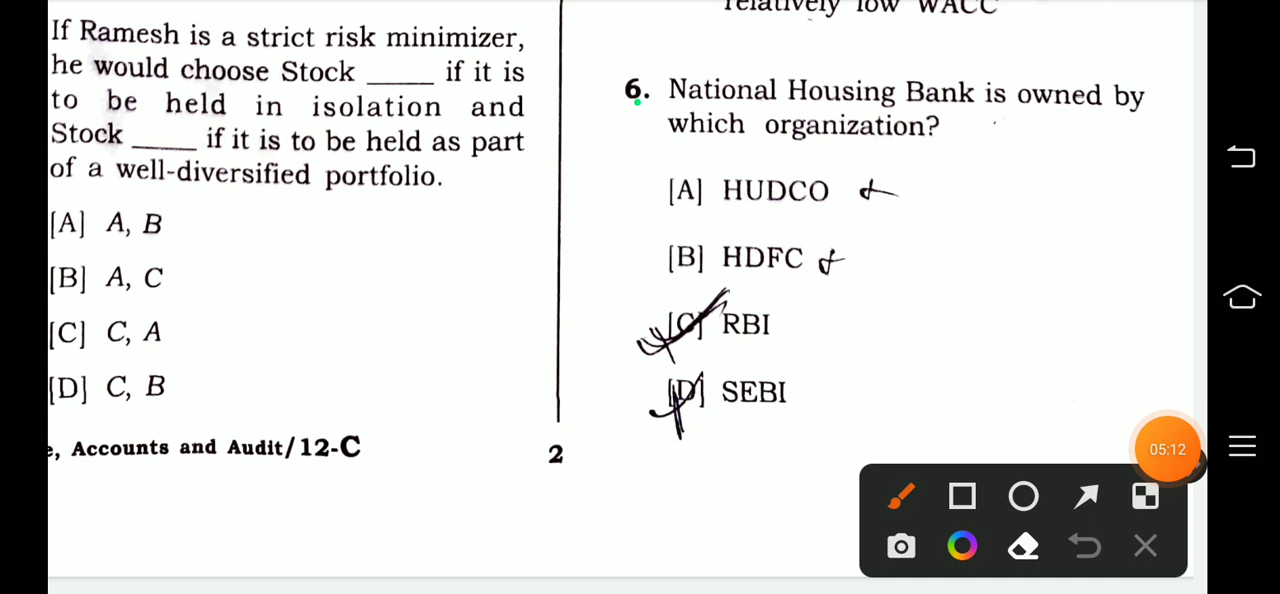 If Ramesh is a strict risk minimizer,
he would choose Stock _____ if it is
to be held in isolation and
Stock _____ if it is to be held as part
of a well-diversified portfolio.
[A] A, B
[B] A, C
[C] C, A
[D] C, B
e, Accounts and Audit/12-C
2
relatively low WACC
6. National Housing Bank is owned by
which organization?
[A] HUDCO
[B] HDFC
[C] RBI
[D] SEBI
05:12